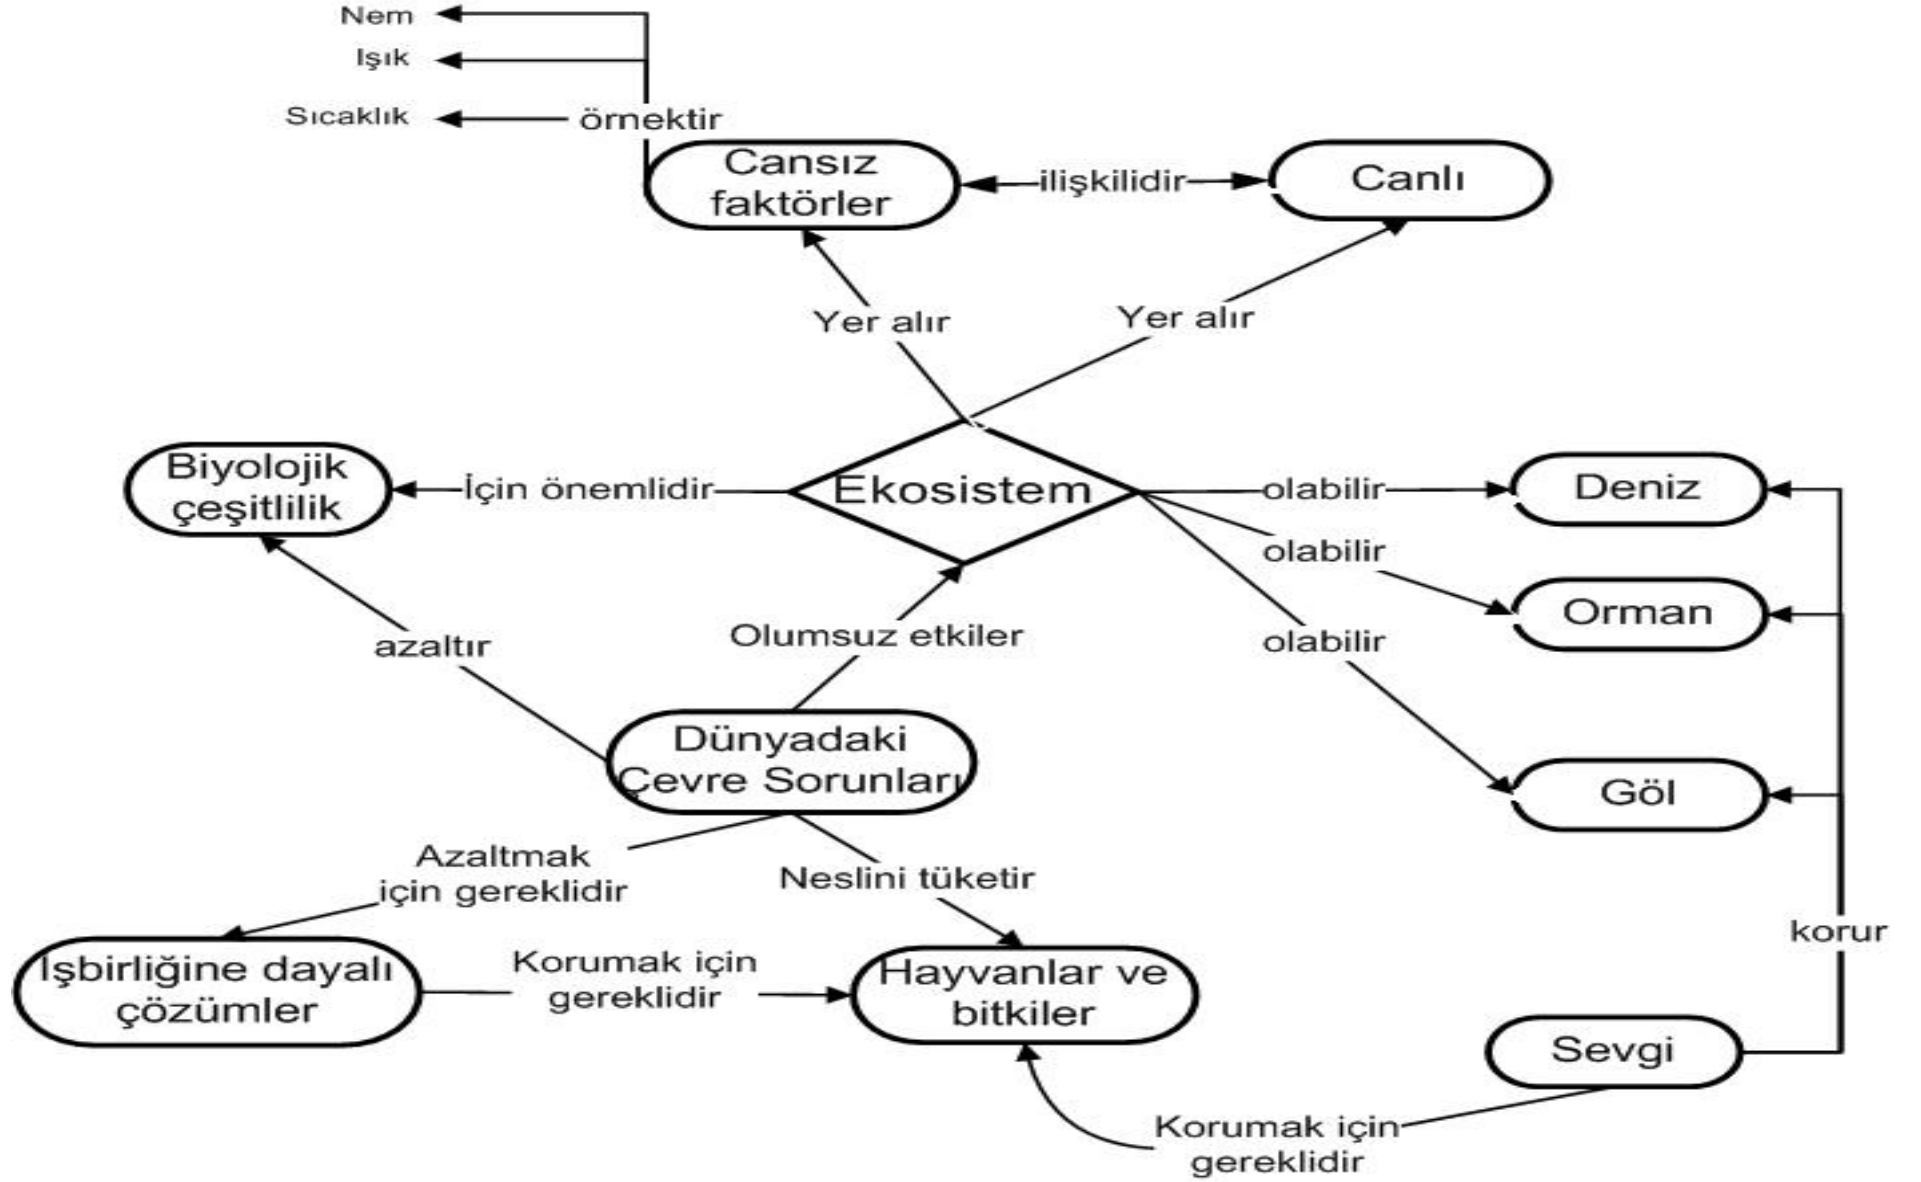 Nem
Işık
Sıcaklık
örnektir
Cansız
faktörler
ilişkilidir
Canlı
Yer alır
Yer alır
Biyolojik
çeşitlilik
İçin önemlidir
Ekosistem
olabilir
Deniz
olabilir
Orman
azaltır
Olumsuz etkiler
olabilir
Dünyadaki
Çevre Sorunları
Göl
Azaltmak
için gereklidir
Neslini tüketir
korur
İşbirliğine dayalı
çözümler
Korumak için
gereklidir
Hayvanlar ve
bitkiler
Sevgi
Korumak için
gereklidir